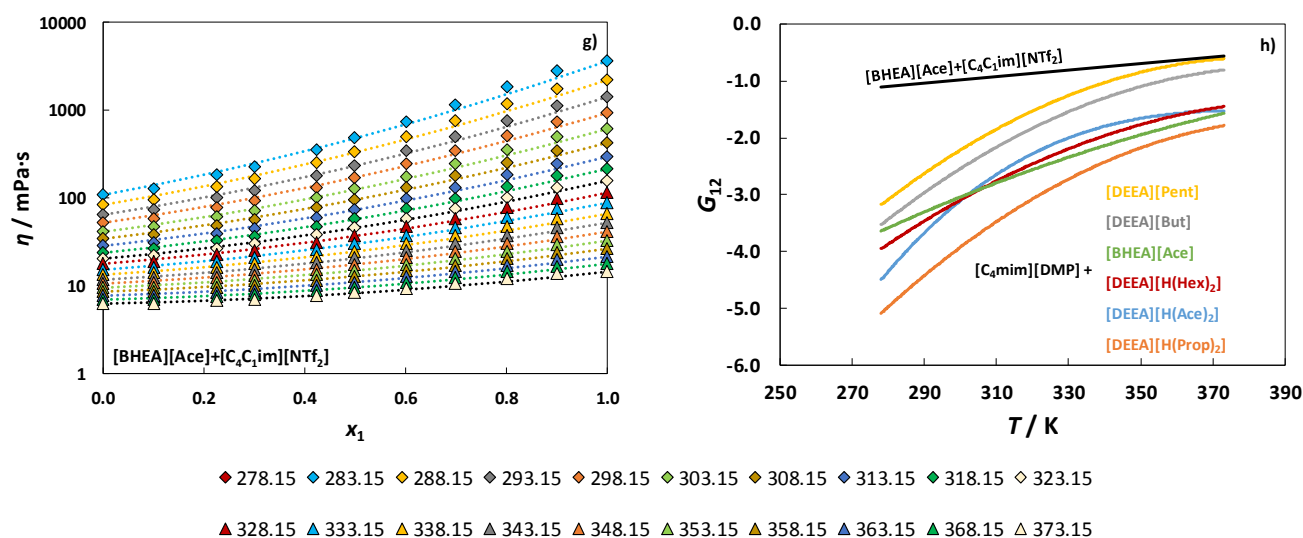 g)
10000
1000
100
10
1
η / mPa·s
[BHEA][Ace]+[C₄C₁im][NTf₂]
0.0 0.2 0.4 0.6 0.8 1.0
x₁
h)
0.0
-1.0
-2.0
-3.0
-4.0
-5.0
-6.0
G₁₂
[BHEA][Ace]+[C₄C₁im][NTf₂]
[DEEA][Pent]
[DEEA][But]
[BHEA][Ace]
[C₄mim][DMP] +
[DEEA][H(Hex)₂]
[DEEA][H(Ace)₂]
[DEEA][H(Prop)₂]
250 270 290 310 330 350 370 390
T / K
278.15 283.15 288.15 293.15 298.15 303.15 308.15 313.15 318.15 323.15
328.15 333.15 338.15 343.15 348.15 353.15 358.15 363.15 368.15 373.15